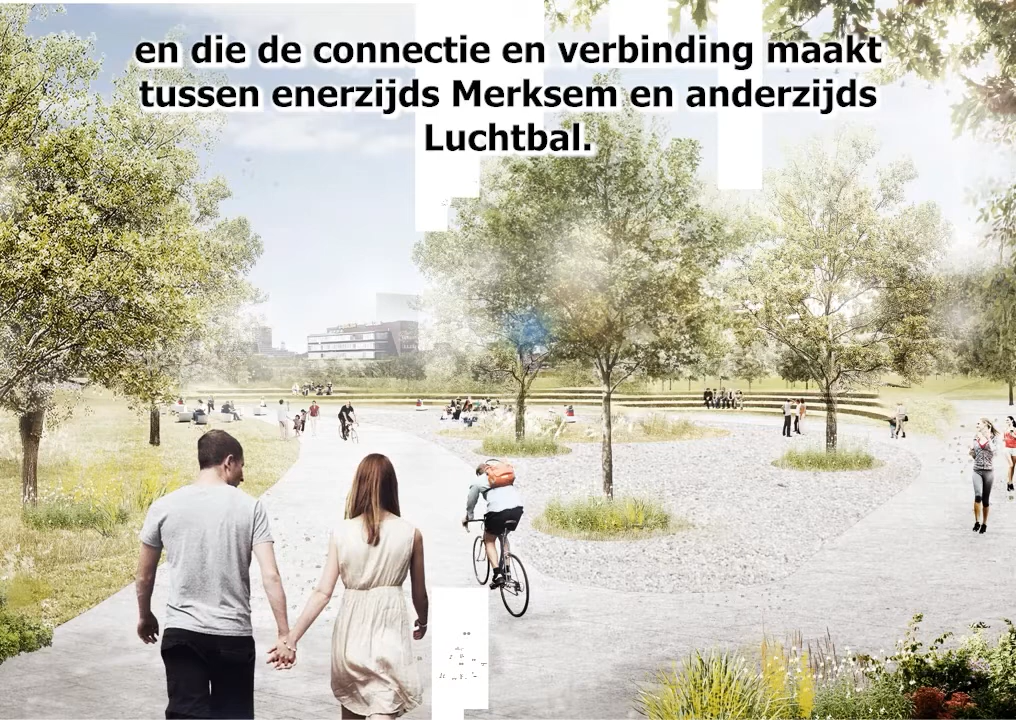 en die de connectie en verbinding maakt
tussen enerzijds Merksem en anderzijds
Luchtbal.